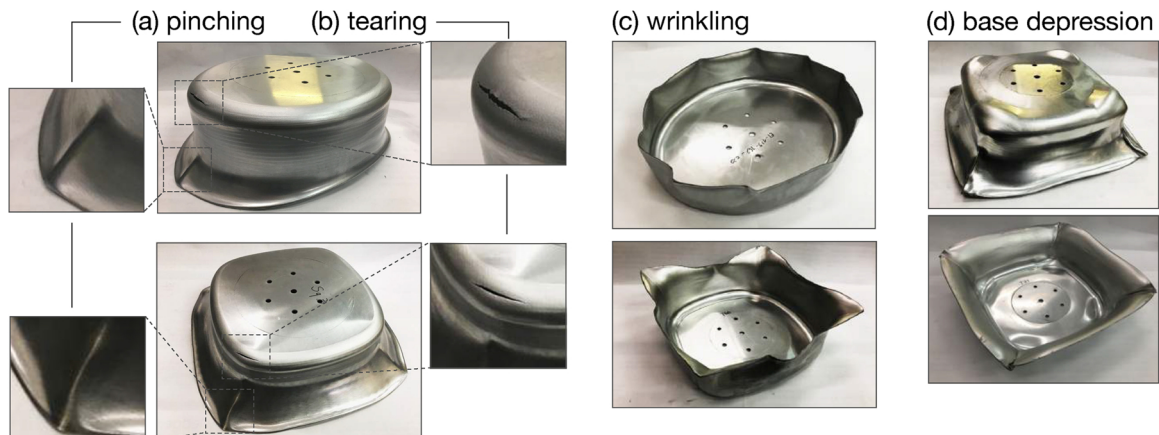 (a) pinching
(b) tearing
(c) wrinkling
(d) base depression